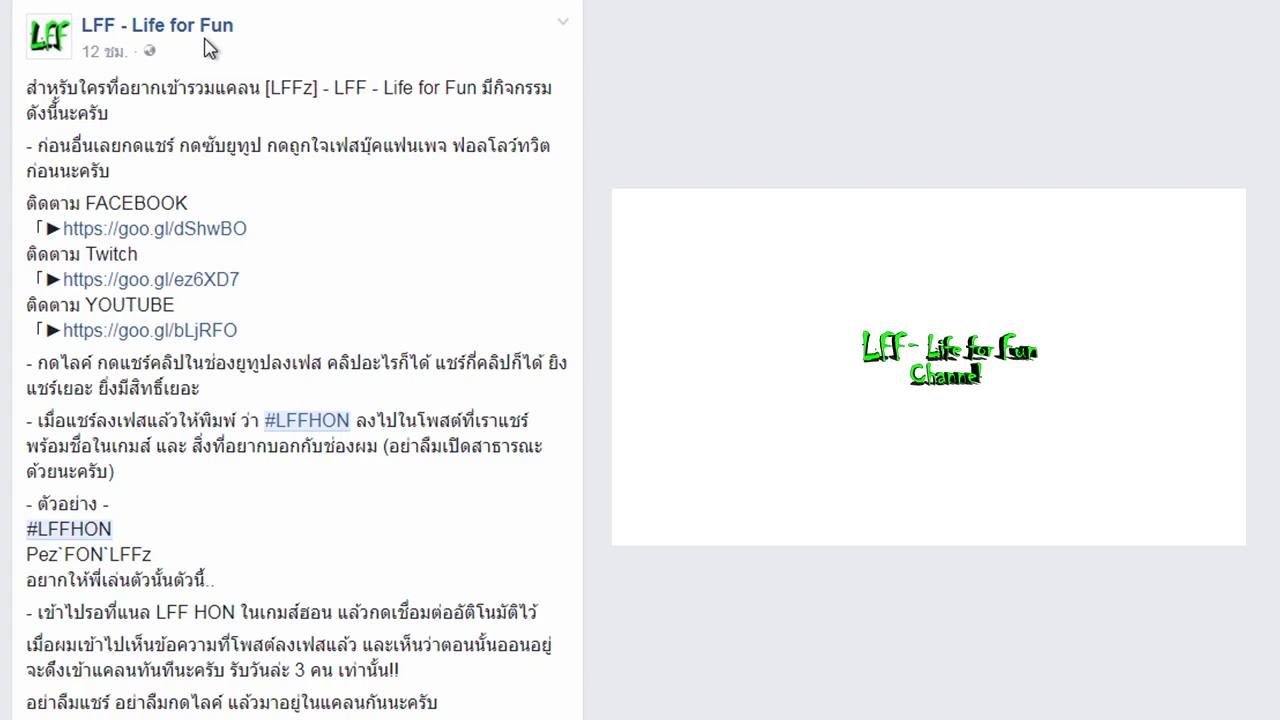 LFF
LFF - Life for Fun
12 ชม. ·
สำหรับใครที่อยากเข้ารวมแคลน [LFFz] - LFF - Life for Fun มีกิจกรรม
ดังนี้นะครับ
- ก่อนอื่นเลยกดแชร์ กดซับยูทูป กดถูกใจเฟสบุ๊คแฟนเพจ ฟอลโลว์ทวิต
ก่อนนะครับ
ติดตาม FACEBOOK
「►https://goo.gl/dShwBO
ติดตาม Twitch
「►https://goo.gl/ez6XD7
ติดตาม YOUTUBE
「►https://goo.gl/bLjRFO
- กดไลค์ กดแชร์คลิปในช่องยูทูปลงเฟส คลิปอะไรก็ได้ แชร์กี่คลิปก็ได้ ยิง
แชร์เยอะ ยิ่งมีสิทธิ์เยอะ
- เมื่อแชร์ลงเฟสแล้วให้พิมพ์ ว่า #LFFHON ลงไปในโพสต์ที่เราแชร์
พร้อมชื่อในเกมส์ และ สิ่งที่อยากบอกกับช่องผม (อย่าลืมเปิดสาธารณะ
ด้วยนะครับ)
- ตัวอย่าง -
#LFFHON
Pez`FON`LFFz
อยากให้พี่เล่นตัวนั้นตัวนี้..
- เข้าไปรอที่แนล LFF HON ในเกมส์ฮอน แล้วกดเชื่อมต่ออัติโนมัติไว้
เมื่อผมเข้าไปเห็นข้อความที่โพสต์ลงเฟสแล้ว และเห็นว่าตอนนั้นออนอยู่
จะดึงเข้าแคลนทันทีนะครับ รับวันล่ะ 3 คน เท่านั้น!!
อย่าลืมแชร์ อย่าลืมกดไลค์ แล้วมาอยู่ในแคลนกันนะครับ
LFF - Life for Fun
Channel